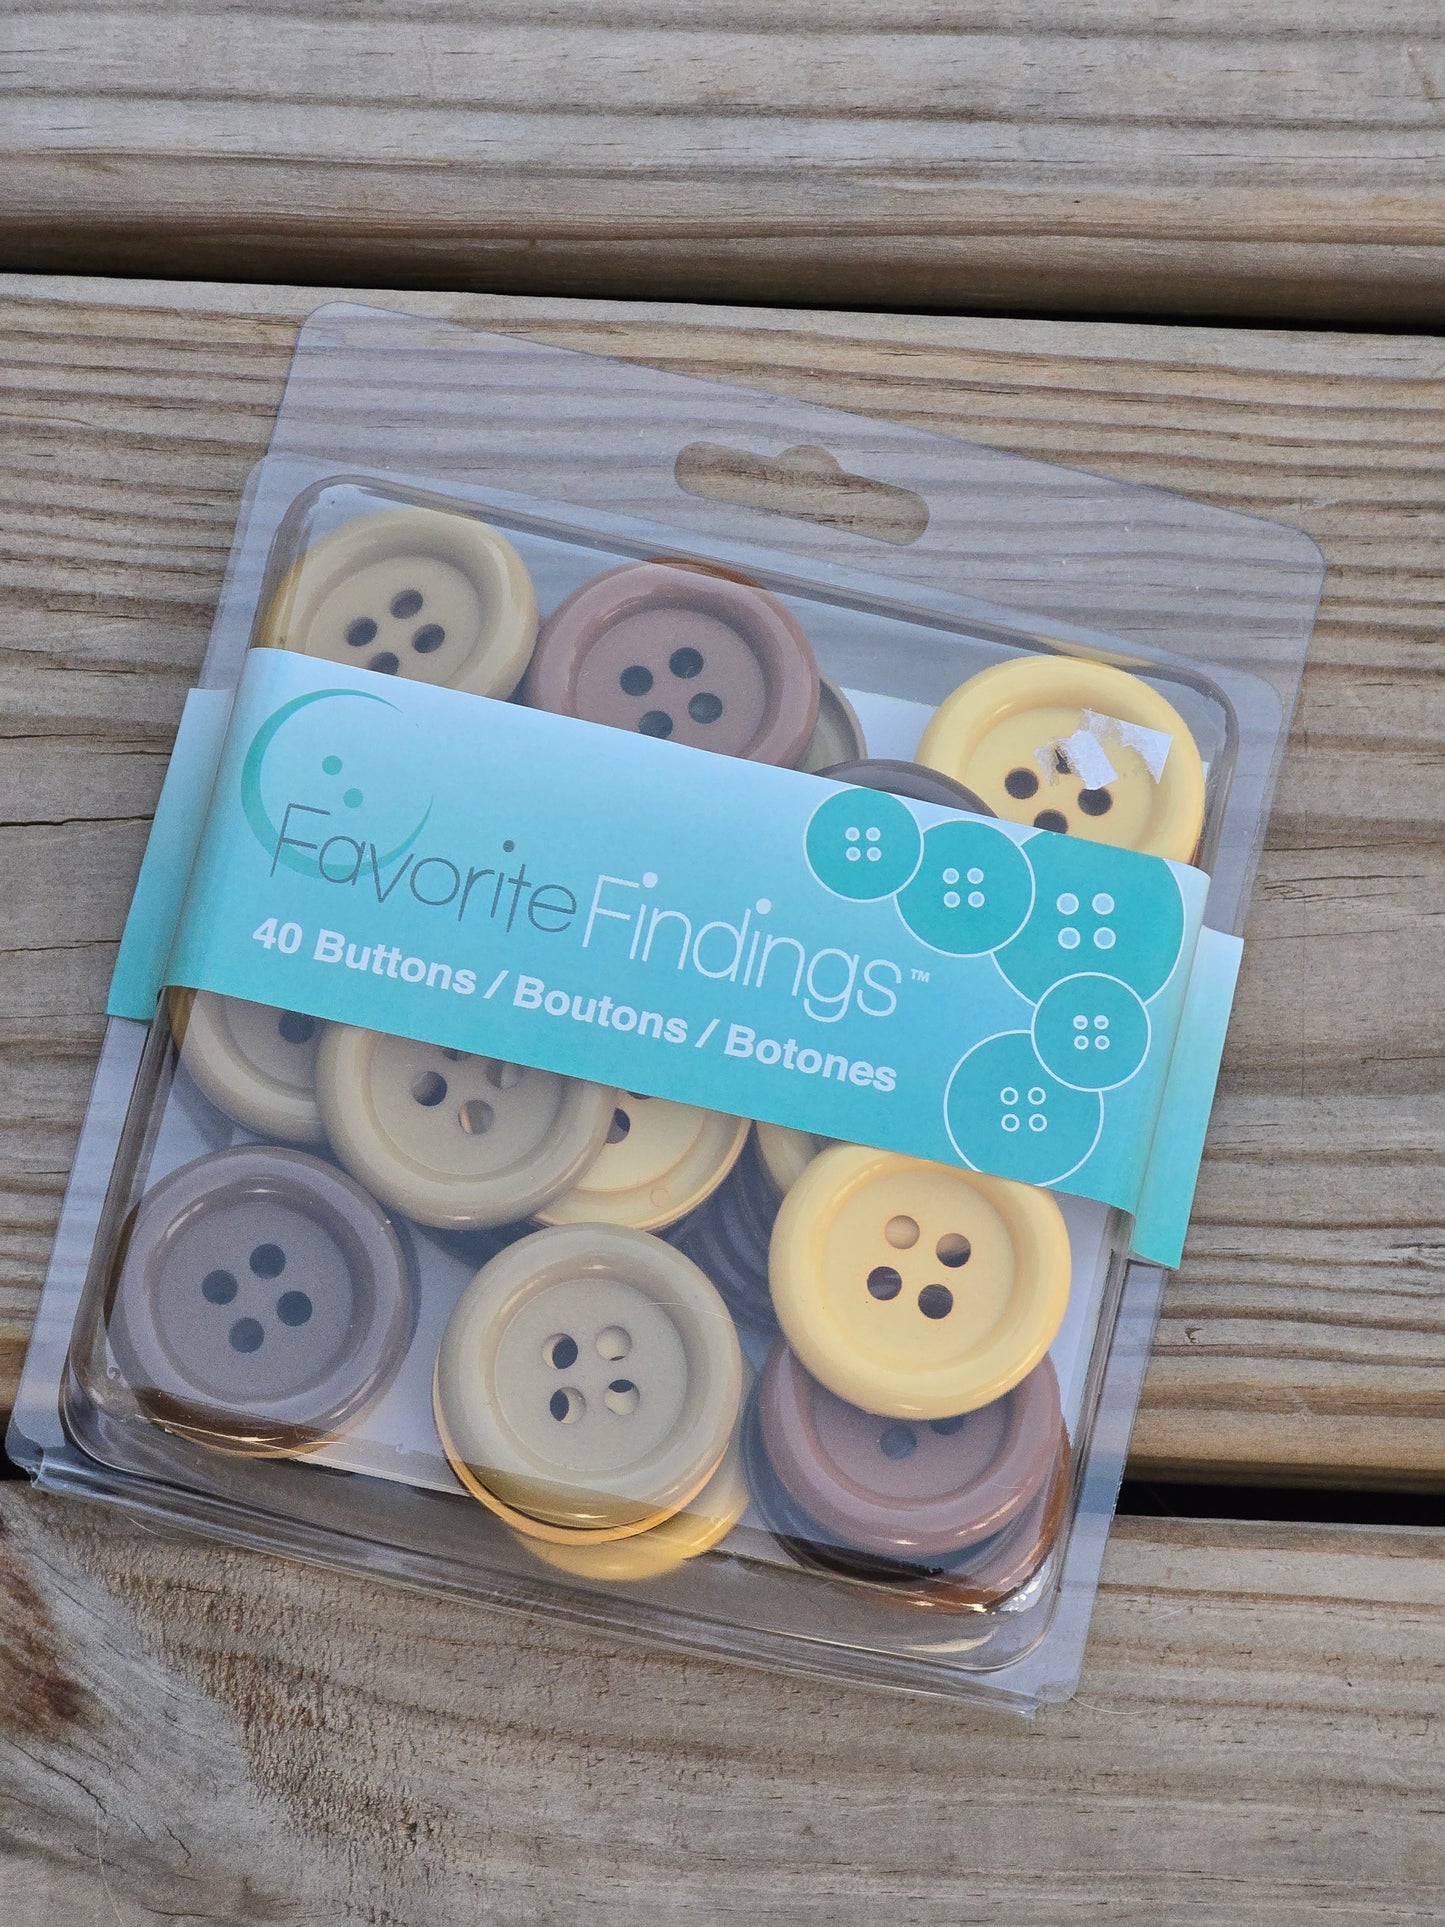 Favorite Findings™
40 Buttons / Boutons / Botones